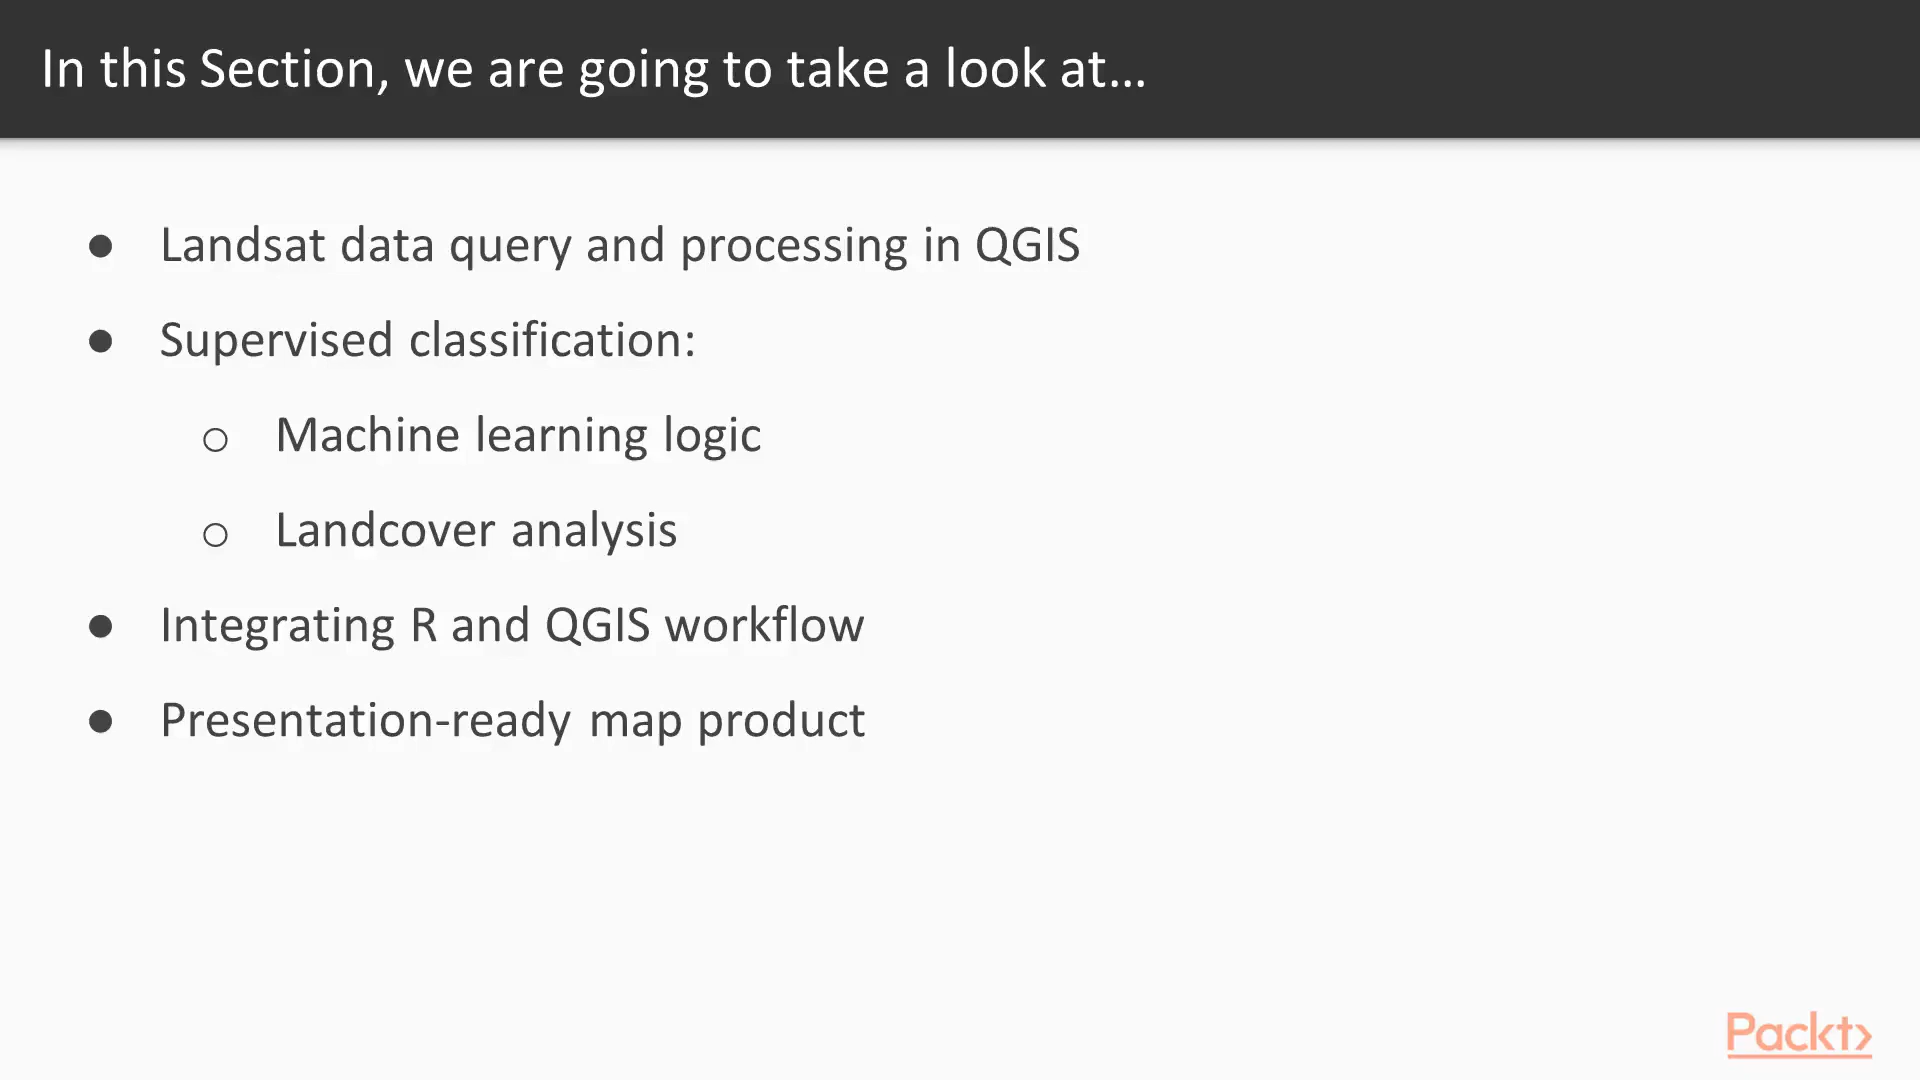 In this Section, we are going to take a look at...
● Landsat data query and processing in QGIS
● Supervised classification:
○ Machine learning logic
○ Landcover analysis
● Integrating R and QGIS workflow
● Presentation-ready map product
Packt>